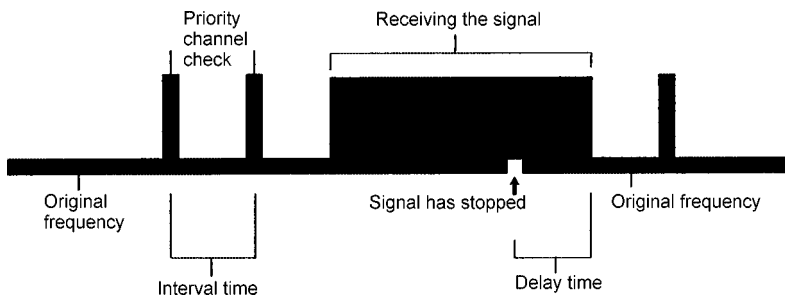 Priority
channel
check
Receiving the signal
Original
frequency
Signal has stopped
Original frequency
Interval time
Delay time